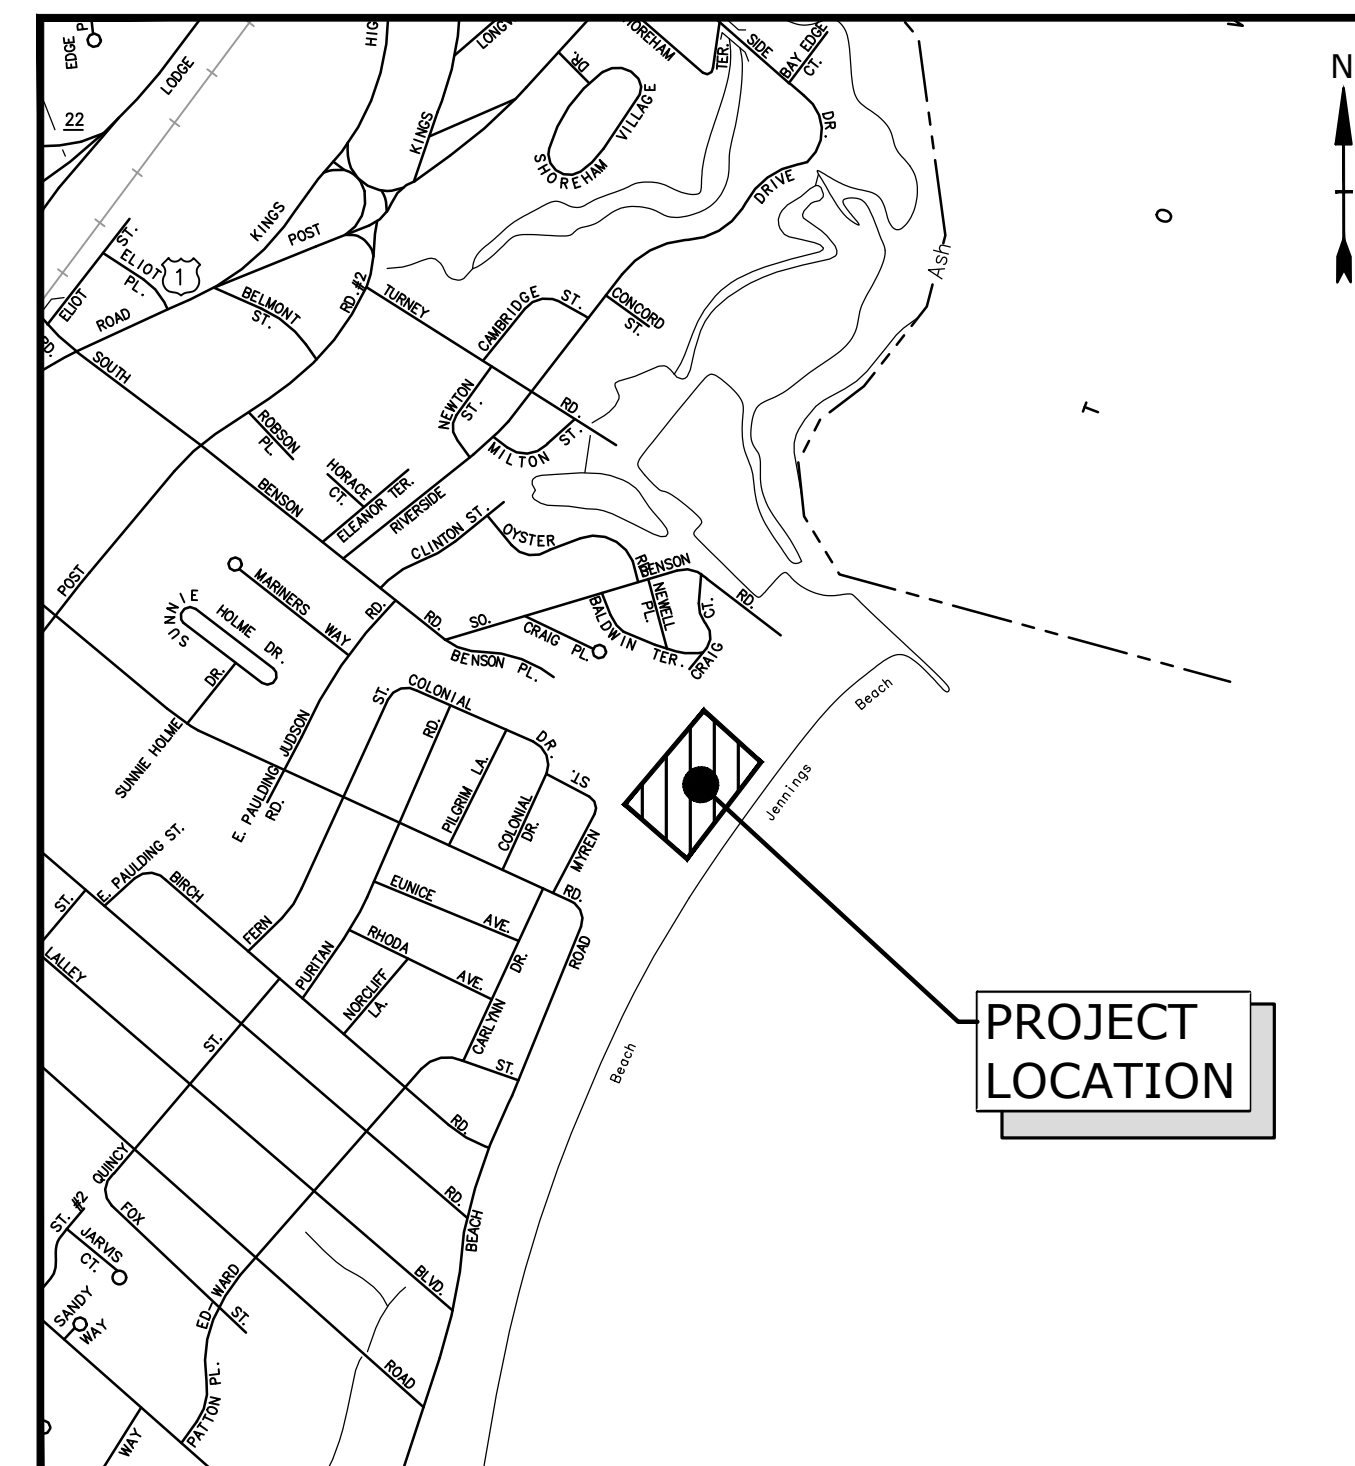 EDGE P
LODGE
22
HIG
KINGS
LONGV
DR.
HOREHAM
TER.
SIDE
DR.
BAY EDGE
CT.
N
SHOREHAM VILLAGE
DRIVE
Ash
O
T
KINGS
POST
ELIOT ST.
ELIOT
PL.
1
ROAD
RD.
BELMONT
ST.
RD. #2
TURNEY
RD.
CAMBRIDGE ST.
CONCORD
ST.
SOUTH
BENSON
RD.
NEWTON
ST.
MILTON ST.
ROBSON
PL.
HORACE
CT.
ELEANOR TER.
RIVERSIDE
CLINTON ST.
OYSTER
RD.
SO.
BENSON
RD.
POST
RD.
MARINERS
WAY
SUNNIE
HOLME DR.
SUNNIE HOLME
DR.
NEWELL
PL.
BALDWIN TER.
CRAIG
CT.
CRAIG PL.
BENSON PL.
E. PAULDING JUDSON
RD.
COLONIAL
DR.
ST.
RD.
PILGRIM LA.
COLONIAL
DR.
ST.
MYREN
Beach
Jennings
E. PAULDING ST.
BIRCH
RD.
ST.
FERN
PURITAN
EUNICE
AVE.
RHODA
AVE.
NORCLIFF
LA.
CARLYNN
DR.
RD.
ROAD
LALLEY
BLVD.
PROJECT
LOCATION
Beach
ST.
ST.
RD.
QUINCY
FOX
ST.
ST. #2
JARVIS
CT.
SANDY
WAY
ED-WARD
BEACH
ROAD
PATTON PL.
WAY